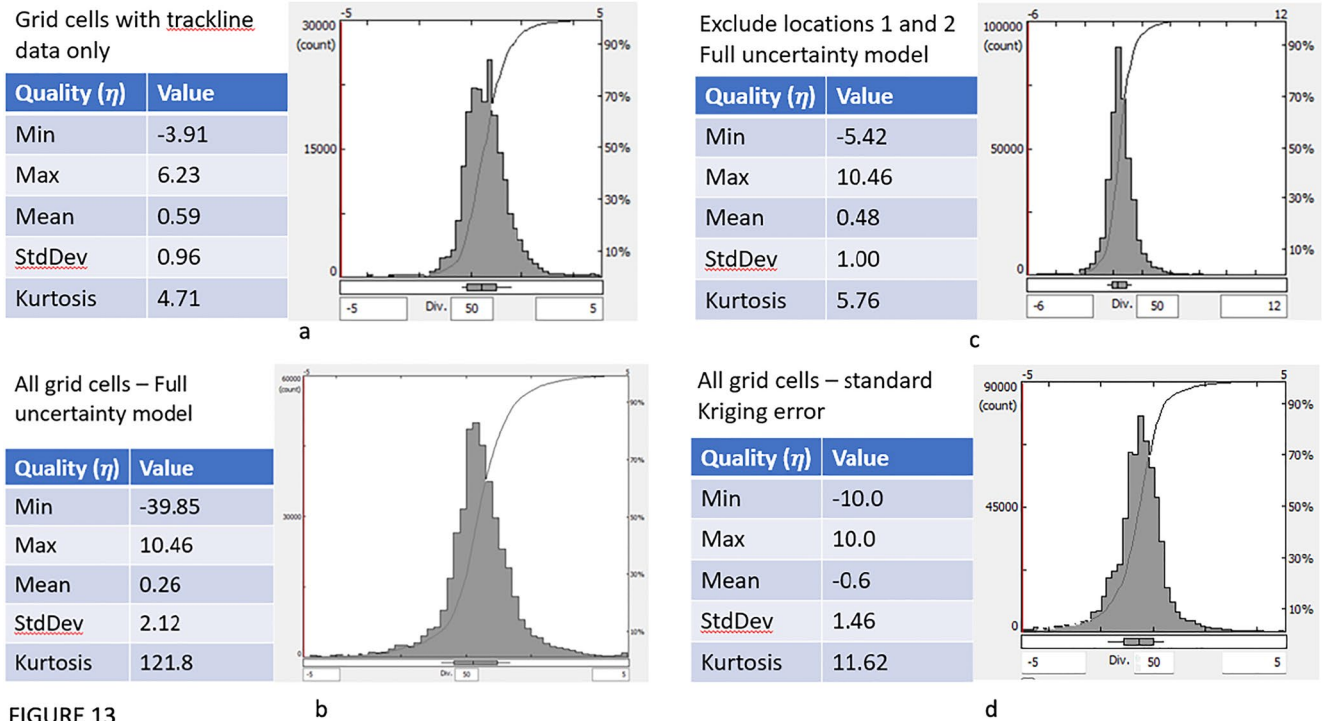 Grid cells with trackline
data only
Quality (η) Value
Min -3.91
Max 6.23
Mean 0.59
StdDev 0.96
Kurtosis 4.71
-5 5
30000
(count)
15000
0
90%
70%
50%
30%
10%
-5 Div. 50 5
a
Exclude locations 1 and 2
Full uncertainty model
Quality (η) Value
Min -5.42
Max 10.46
Mean 0.48
StdDev 1.00
Kurtosis 5.76
-6 12
100000
(count)
50000
0
90%
70%
50%
30%
10%
-6 Div. 50 12
c
All grid cells – Full
uncertainty model
Quality (η) Value
Min -39.85
Max 10.46
Mean 0.26
StdDev 2.12
Kurtosis 121.8
-5 5
60000
(count)
30000
0
90%
70%
50%
30%
10%
-5 Div. 50 5
b
All grid cells – standard
Kriging error
Quality (η) Value
Min -10.0
Max 10.0
Mean -0.6
StdDev 1.46
Kurtosis 11.62
-5 5
90000
(count)
45000
0
90%
70%
50%
30%
10%
-5 Div. 50 5
d
FIGURE 13